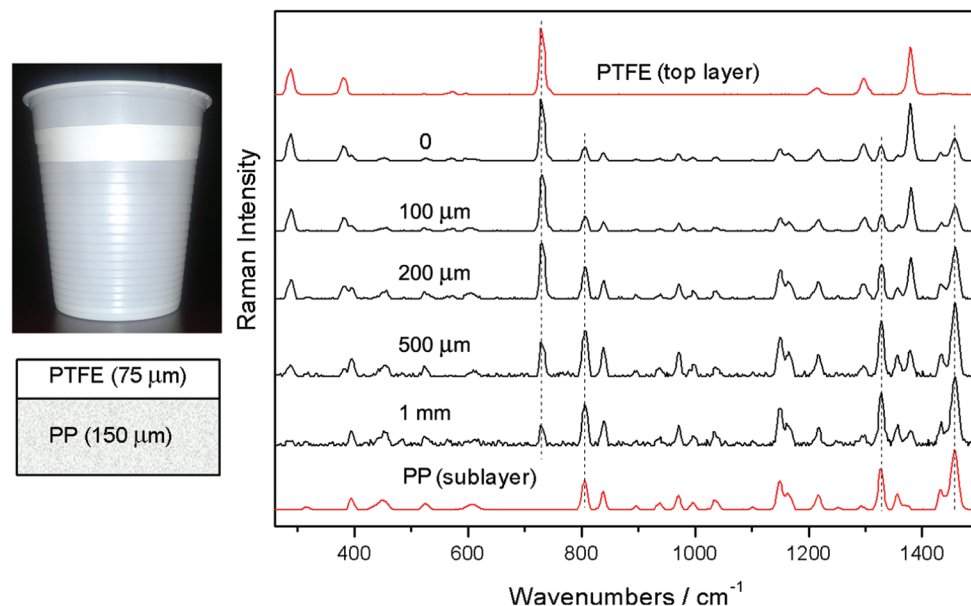 PTFE (75 µm)
PP (150 µm)
Raman Intensity
PTFE (top layer)
0
100 µm
200 µm
500 µm
1 mm
PP (sublayer)
400 600 800 1000 1200 1400
Wavenumbers / cm⁻¹